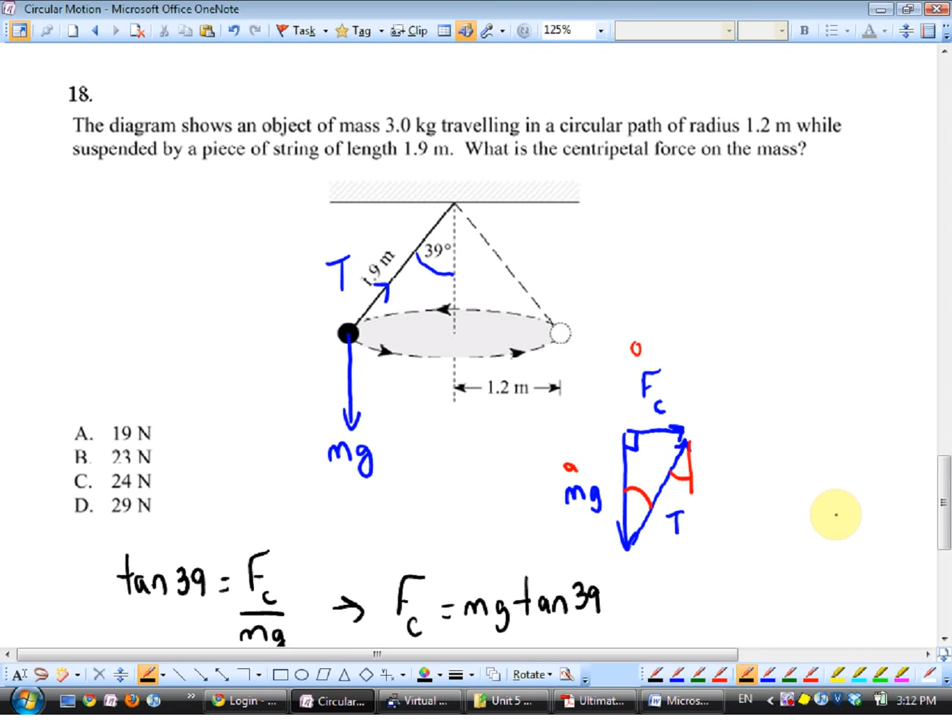 Circular Motion - Microsoft Office OneNote
Task
Tag
Clip
125%
B
A
18.
The diagram shows an object of mass 3.0 kg travelling in a circular path of radius 1.2 m while
suspended by a piece of string of length 1.9 m. What is the centripetal force on the mass?
T
1.9 m
39°
1.2 m
mg
o
Fc
a
mg
T
A. 19 N
B. 23 N
C. 24 N
D. 29 N
tan 39 = Fc
mg
→ Fc = mg tan 39
A
Rotate
Login - ...
Circular...
Virtual ...
Unit 5 ...
Ultimat...
Micros...
EN
3:12 PM